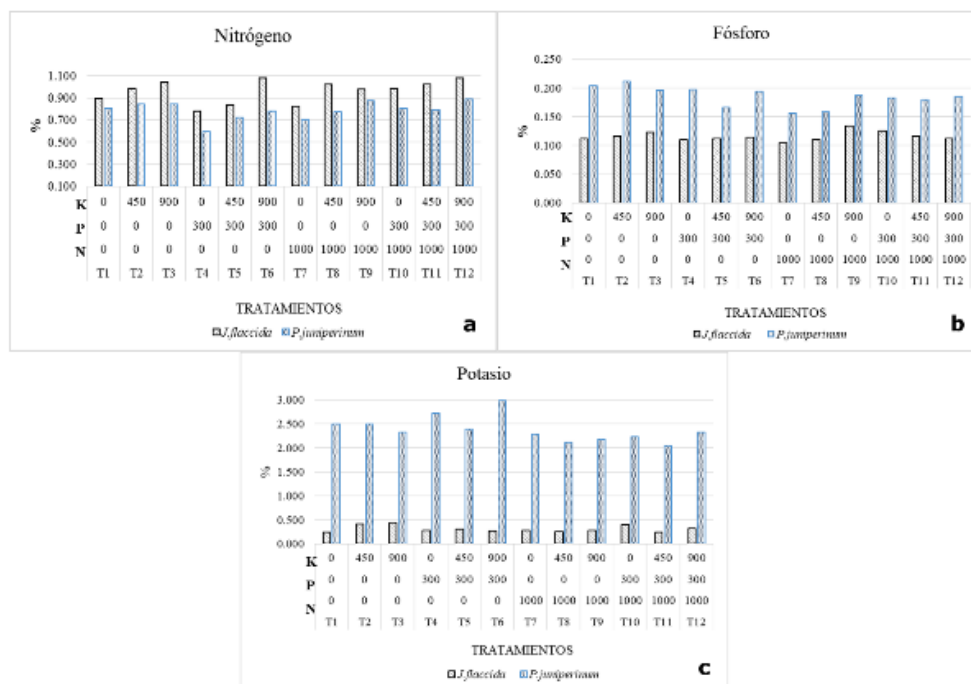 Nitrógeno
%
1.100
0.900
0.700
0.500
0.300
0.100
K 0 450 900 0 450 900 0 450 900 0 450 900
P 0 0 0 300 300 300 0 0 0 300 300 300
N 0 0 0 0 0 0 1000 1000 1000 1000 1000 1000
T1 T2 T3 T4 T5 T6 T7 T8 T9 T10 T11 T12
TRATAMIENTOS
J.flaccida P.juniperinum
a
Fósforo
%
0.250
0.200
0.150
0.100
0.050
0.000
K 0 450 900 0 450 900 0 450 900 0 450 900
P 0 0 0 300 300 300 0 0 0 300 300 300
N 0 0 0 0 0 0 1000 1000 1000 1000 1000 1000
T1 T2 T3 T4 T5 T6 T7 T8 T9 T10 T11 T12
TRATAMIENTOS
J.flaccida P.juniperinum
b
Potasio
%
3.000
2.500
2.000
1.500
1.000
0.500
0.000
K 0 450 900 0 450 900 0 450 900 0 450 900
P 0 0 0 300 300 300 0 0 0 300 300 300
N 0 0 0 0 0 0 1000 1000 1000 1000 1000 1000
T1 T2 T3 T4 T5 T6 T7 T8 T9 T10 T11 T12
TRATAMIENTOS
J.flaccida P.juniperinum
c